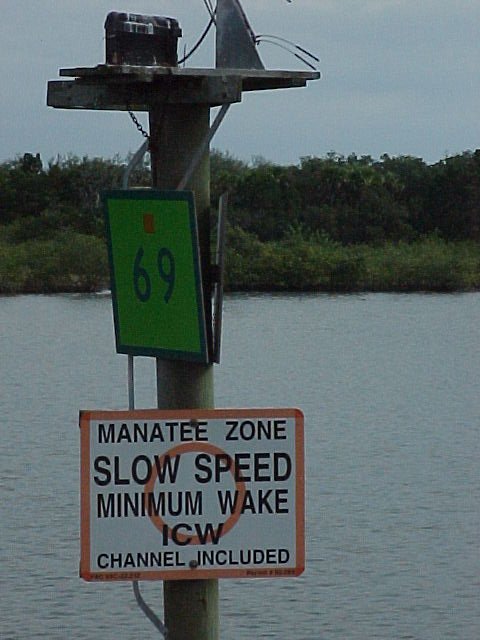 69
MANATEE ZONE
SLOW SPEED
MINIMUM WAKE
ICW
CHANNEL INCLUDED